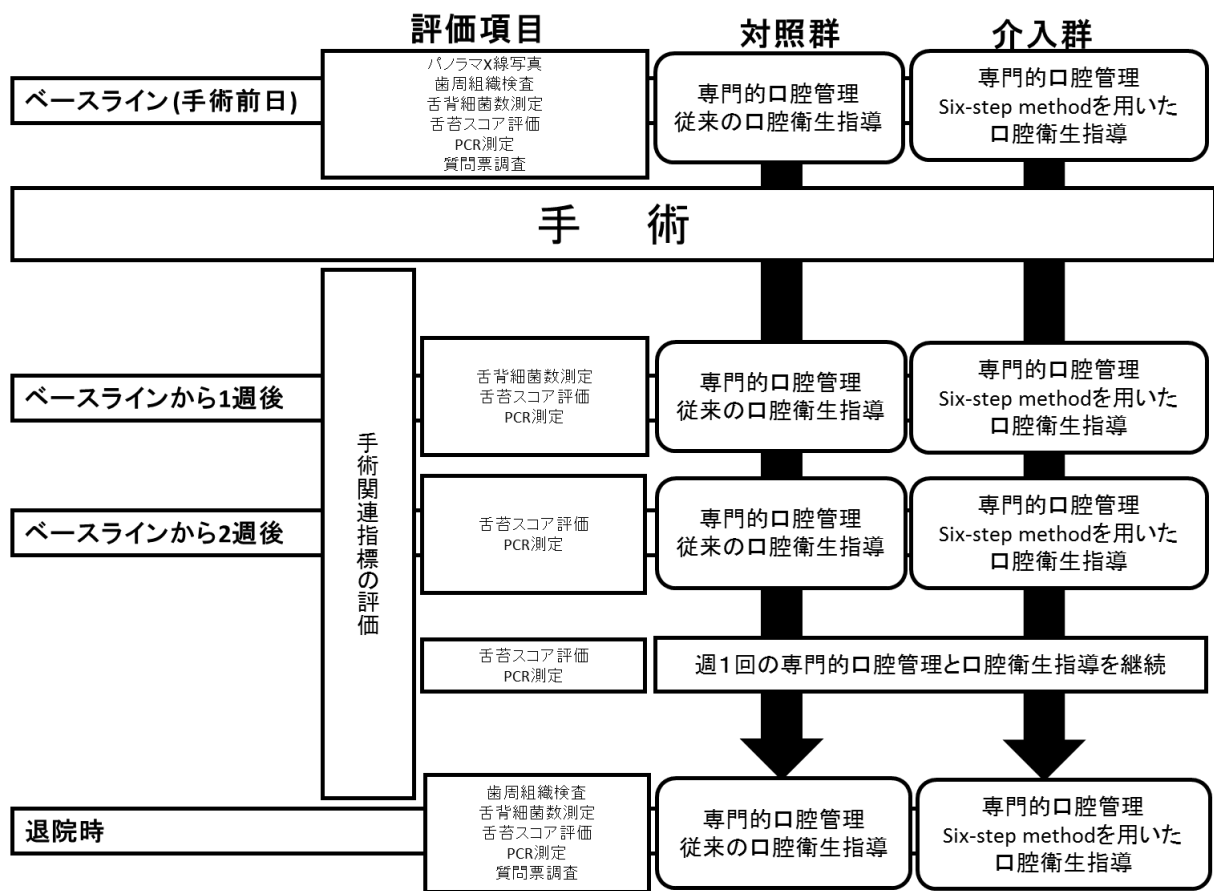 評価項目
対照群
介入群
ベースライン(手術前日)
パノラマX線写真
歯周組織検査
舌背細菌数測定
舌苔スコア評価
PCR測定
質問票調査
専門的口腔管理
従来の口腔衛生指導
専門的口腔管理
Six-step methodを用いた
口腔衛生指導
手 術
手術関連指標の評価
ベースラインから1週後
舌背細菌数測定
舌苔スコア評価
PCR測定
専門的口腔管理
従来の口腔衛生指導
専門的口腔管理
Six-step methodを用いた
口腔衛生指導
ベースラインから2週後
舌苔スコア評価
PCR測定
専門的口腔管理
従来の口腔衛生指導
専門的口腔管理
Six-step methodを用いた
口腔衛生指導
舌苔スコア評価
PCR測定
週1回の専門的口腔管理と口腔衛生指導を継続
退院時
歯周組織検査
舌背細菌数測定
舌苔スコア評価
PCR測定
質問票調査
専門的口腔管理
従来の口腔衛生指導
専門的口腔管理
Six-step methodを用いた
口腔衛生指導